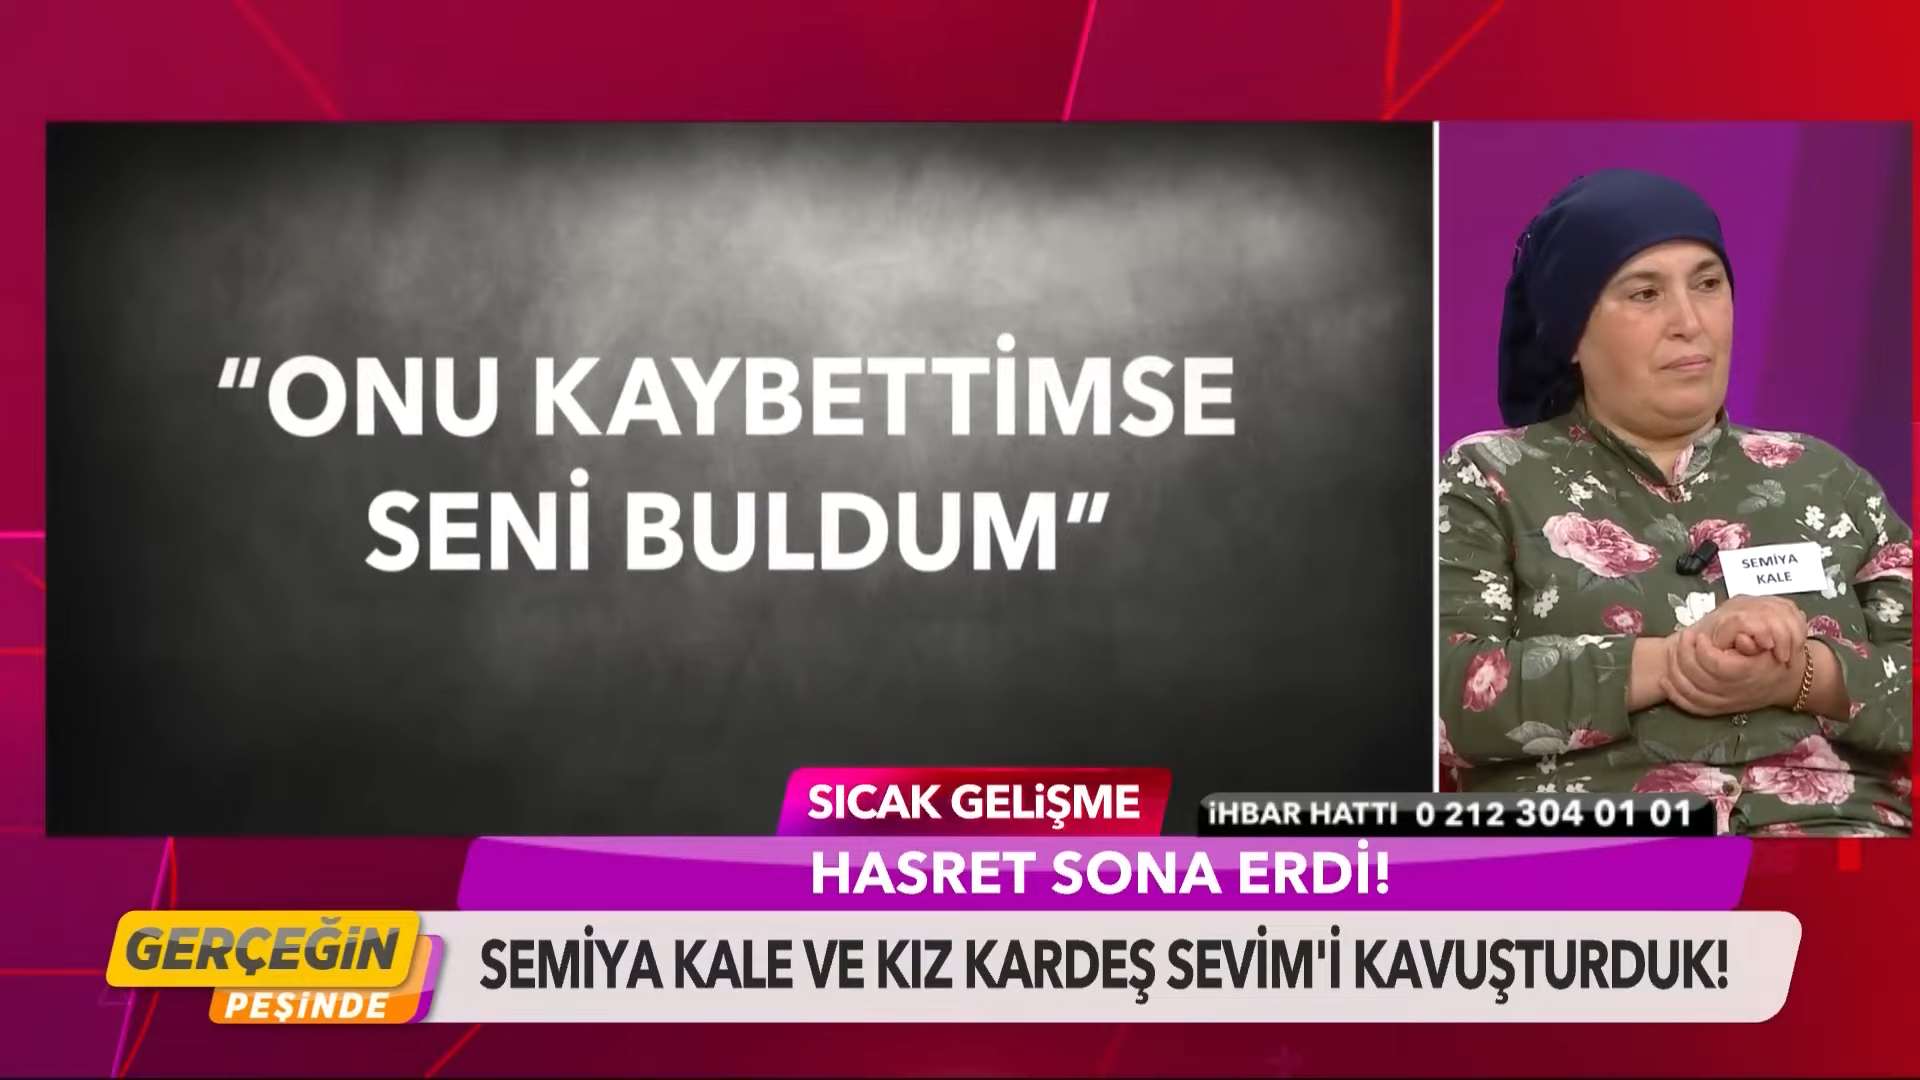 “ONU KAYBETTİMSE
SENİ BULDUM”
SEMİYA
KALE
SICAK GELİŞME
İHBAR HATTI 0 212 304 01 01
HASRET SONA ERDİ!
GERÇEĞİN
PEŞİNDE
SEMİYA KALE VE KIZ KARDEŞ SEVİM'İ KAVUŞTURDUK!